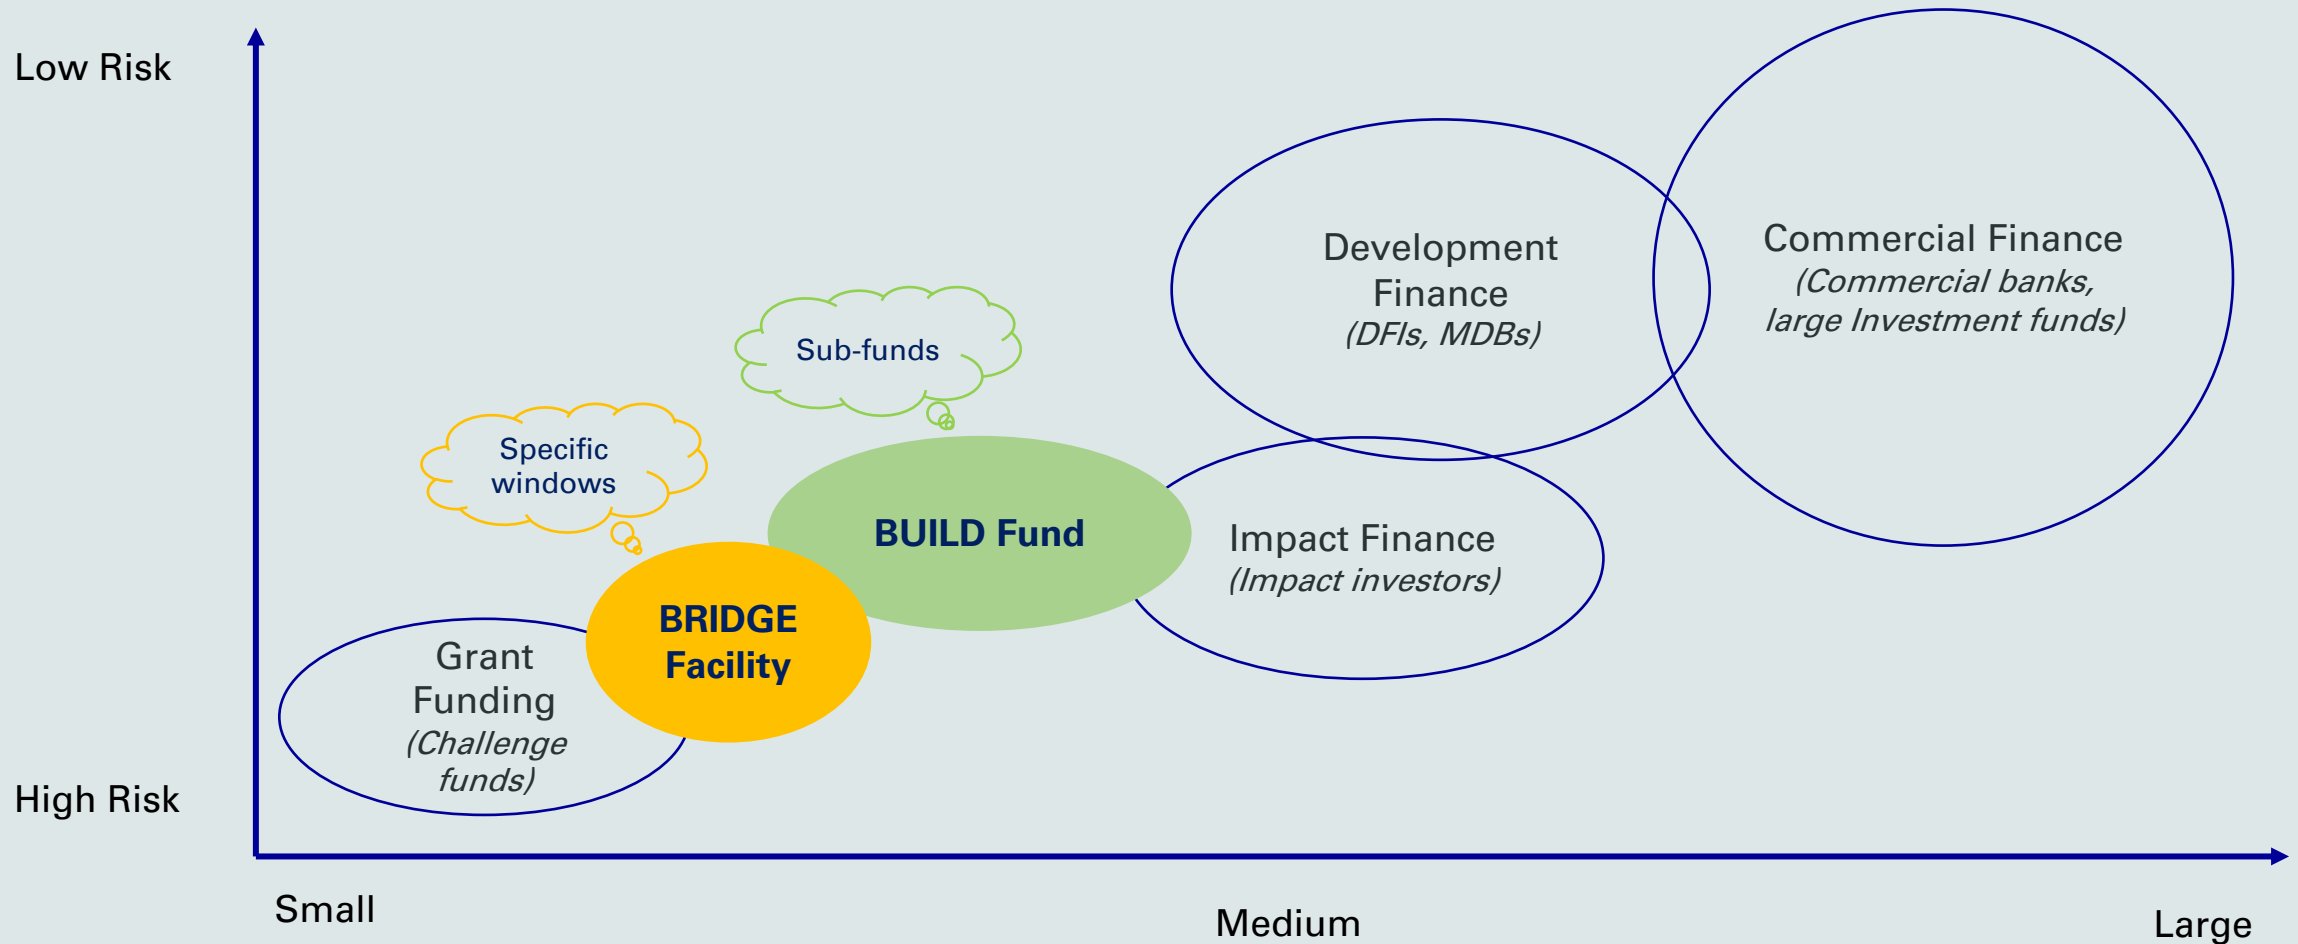 Low Risk
Development
Finance
(DFIs, MDBs)
Commercial Finance
(Commercial banks,
large Investment funds)
Sub-funds
Specific
windows
BUILD Fund
Impact Finance
(Impact investors)
BRIDGE
Facility
Grant
Funding
(Challenge
funds)
High Risk
Small
Medium
Large